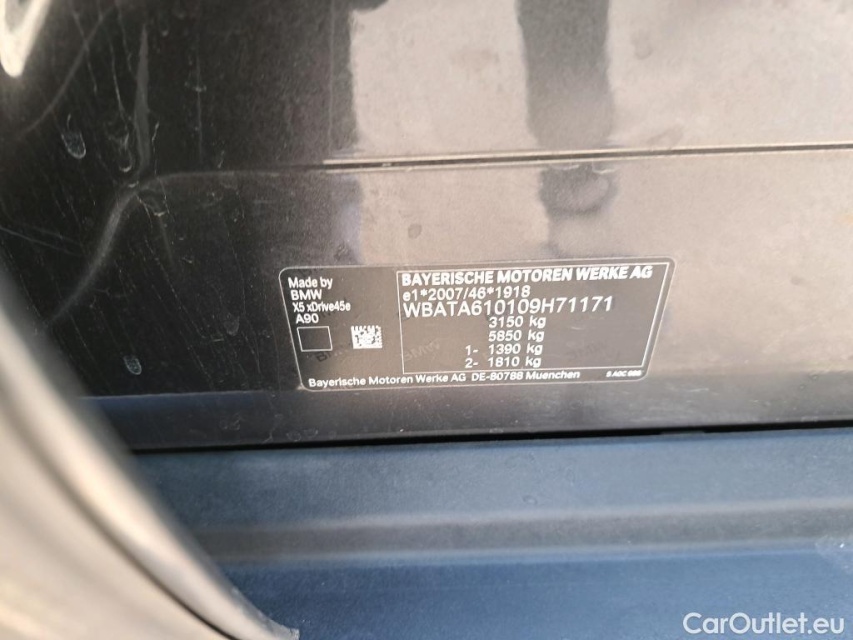 Made by
BMW
X5 xDrive45e
A90
BAYERISCHE MOTOREN WERKE AG
e1*2007/46*1918
WBATA610109H71171
3150 kg
5850 kg
1- 1390 kg
2- 1810 kg
Bayerische Motoren Werke AG DE-80788 Muenchen
CarOutlet.eu